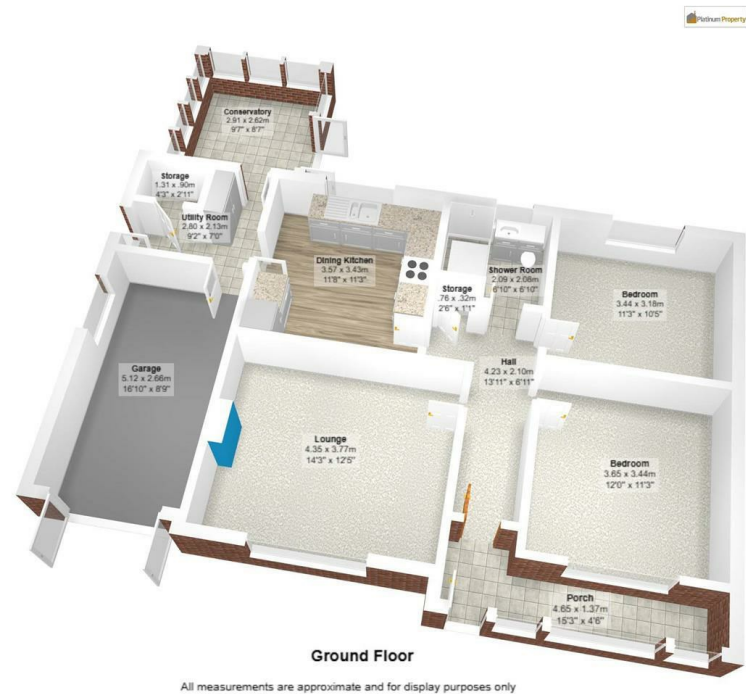 Platinum Property
Conservatory
2.91 x 2.62m
9'7" x 8'7"
Storage
1.31 x .90m
4'3" x 2'11"
Utility Room
2.80 x 2.13m
9'2" x 7'0"
Dining Kitchen
3.57 x 3.43m
11'8" x 11'3"
Storage
.76 x .32m
2'6" x 1'1"
Shower Room
2.09 x 2.08m
6'10" x 6'10"
Bedroom
3.44 x 3.18m
11'3" x 10'5"
Garage
5.12 x 2.66m
16'10" x 8'9"
Hall
4.23 x 2.10m
13'11" x 6'11"
Lounge
4.35 x 3.77m
14'3" x 12'5"
Bedroom
3.65 x 3.44m
12'0" x 11'3"
Porch
4.65 x 1.37m
15'3" x 4'6"
Ground Floor
All measurements are approximate and for display purposes only